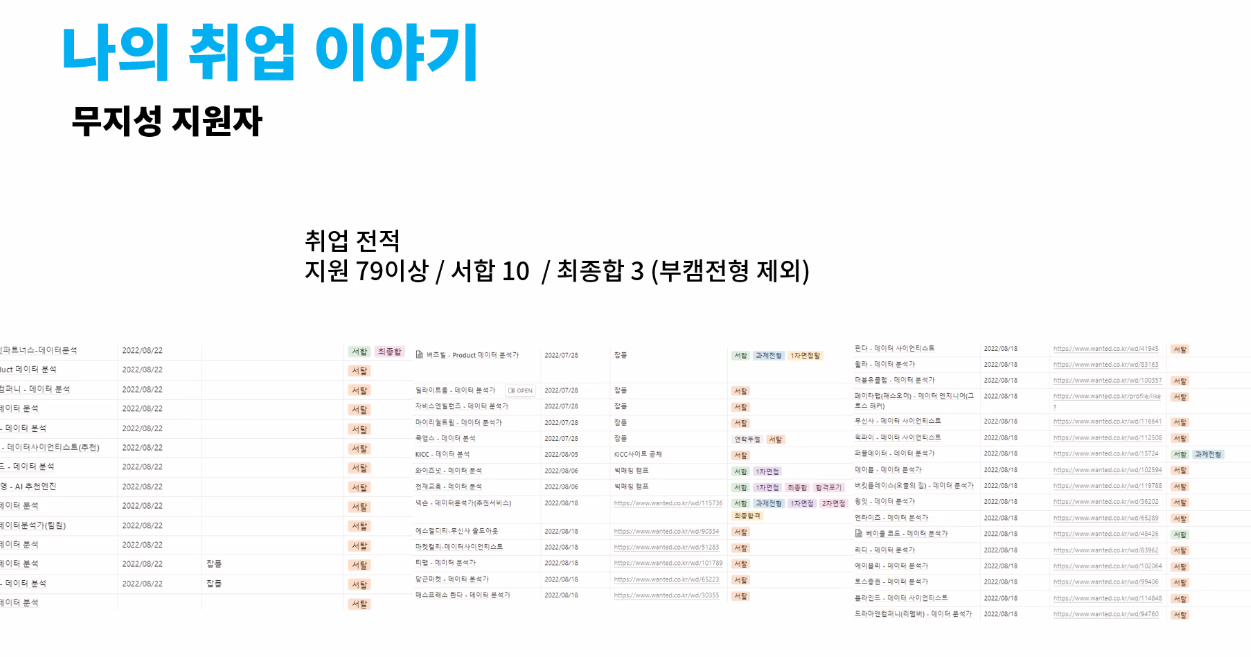 나의 취업 이야기
무지성 지원자
취업 전적
지원 79이상 / 서합 10 / 최종합 3 (부캠전형 제외)
인파트너스-데이터분석 2022/08/22 서합 최종합
uct 데이터 분석 2022/08/22 서탈
컴퍼니 - 데이터 분석 2022/08/22 서탈
데이터 분석 2022/08/22 서탈
- 데이터 분석 2022/08/22 서탈
- 데이터사이언티스트(추천) 2022/08/22 서탈
드 - 데이터 분석 2022/08/22 서탈
명 - AI 추천엔진 2022/08/22 서탈
데이터 분석 2022/08/22 서탈
데이터분석가(팀원) 2022/08/22 서탈
데이터 분석 2022/08/22 서탈
데이터 분석 2022/08/22 잡플 서탈
- 데이터 분석 2022/08/22 잡플 서탈
데이터 분석 서탈
버즈빌 - Product 데이터 분석가 2022/07/28 잡플 서합 과제전형 1차면접탈
딜라이트룸 - 데이터 분석가 OPEN 2022/07/28 잡플 서탈
자비스앤빌런즈 - 데이터 분석가 2022/07/28 잡플 서탈
마이리얼트립 - 데이터 분석가 2022/07/28 잡플 서탈
룩업스 - 데이터 분석 2022/07/28 잡플 연락두절 서탈
KICC - 데이터 분석 2022/08/05 KICC사이트 공채 서탈
와이즈넛 - 데이터 분석 2022/08/06 빅매칭 캠프 서합 1차면접
천재교육 - 데이터 분석 2022/08/06 빅매칭 캠프 서합 1차면접 최종합 합격포기
넥슨 - 데이터분석가(추천서비스) https://www.wanted.co.kr/wd/115736 서합 과제전형 1차면접 2차면접
최종합격
에스엘디티-무신사 솔드아웃 2022/08/18 https://www.wanted.co.kr/wd/90354 서탈
마켓컬리-데이터사이언티스트 2022/08/18 https://www.wanted.co.kr/wd/51283 서탈
티맵 - 데이터 분석가 2022/08/18 https://www.wanted.co.kr/wd/101789 서탈
당근마켓 - 데이터 분석가 2022/08/18 https://www.wanted.co.kr/wd/65223 서탈
매스프레소 콴다 - 데이터 분석가 2022/08/18 https://www.wanted.co.kr/wd/30355 서탈
핀다 - 데이터 사이언티스트 2022/08/18 https://www.wanted.co.kr/wd/41945 서탈
윌라 - 데이터 분석가 2022/08/18 https://www.wanted.co.kr/wd/83163
더블유클럽 - 데이터 분석가 2022/08/18 https://www.wanted.co.kr/wd/100357 서탈
페이타랩(패스오더) - 데이터 엔지니어(그 2022/08/18 https://www.wanted.co.kr/profile/like 서탈
로스 해커)
무신사 - 데이터 사이언티스트 2022/08/18 https://www.wanted.co.kr/wd/116641 서탈
럭파이 - 데이터 사이언티스트 2022/08/18 https://www.wanted.co.kr/wd/112508 서탈
퍼플데이터 - 데이터 분석가 2022/08/18 https://www.wanted.co.kr/wd/15724 서합 과제전형
데이블 - 데이터 분석가 2022/08/18 https://www.wanted.co.kr/wd/102594 서탈
버킷플레이스(오늘의 집) - 데이터 분석가 2022/08/18 https://www.wanted.co.kr/wd/119788 서탈
윙잇 - 데이터 분석가 2022/08/18 https://www.wanted.co.kr/wd/36202 서탈
엔라이즈 - 데이터 분석가 2022/08/18 https://www.wanted.co.kr/wd/65289 서탈
베이글 코드 - 데이터 분석가 2022/08/18 https://www.wanted.co.kr/wd/48426 서합
리디 - 데이터 분석가 2022/08/18 https://www.wanted.co.kr/wd/83962 서탈
에이블리 - 데이터 분석가 2022/08/18 https://www.wanted.co.kr/wd/102064 서탈
토스증권 - 데이터 분석가 2022/08/18 https://www.wanted.co.kr/wd/99406 서탈
블라인드 - 데이터 사이언티스트 2022/08/18 https://www.wanted.co.kr/wd/114848 서탈
드라마앤컴퍼니(리멤버) - 데이터 분석가 2022/08/18 https://www.wanted.co.kr/wd/94760 서탈